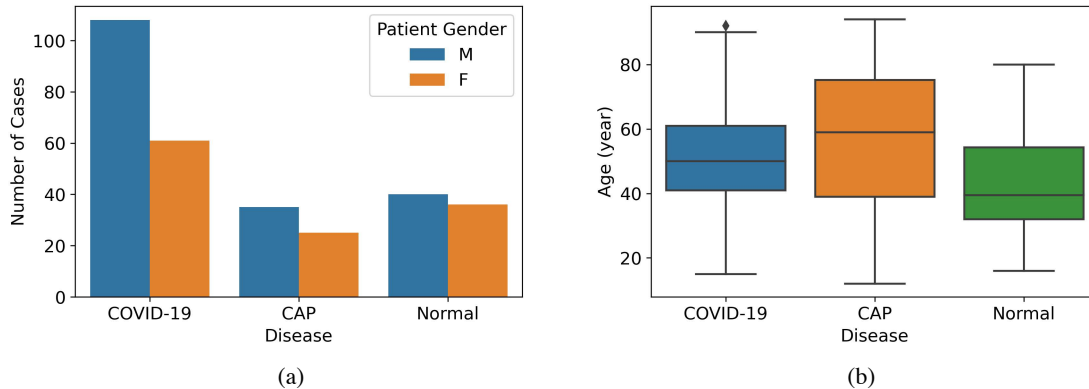 Number of Cases
100
80
60
40
20
0
Patient Gender
M
F
COVID-19
CAP
Normal
Disease
(a)
Age (year)
80
60
40
20
COVID-19
CAP
Normal
Disease
(b)